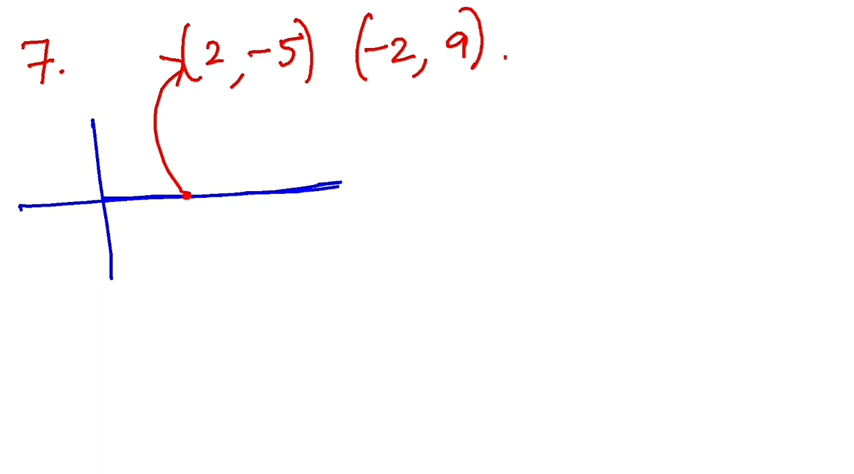 7. (2, -5) (-2, 9).